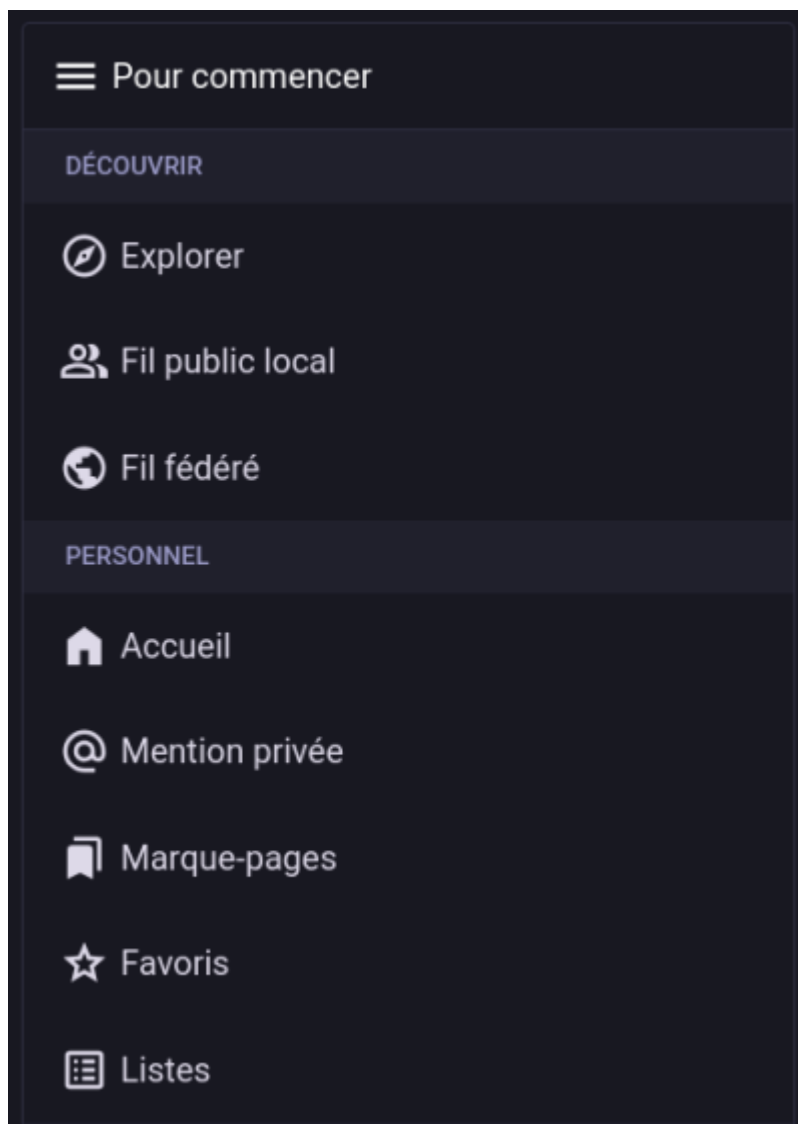 Pour commencer
DÉCOUVRIR
Explorer
Fil public local
Fil fédéré
PERSONNEL
Accueil
Mention privée
Marque-pages
Favoris
Listes